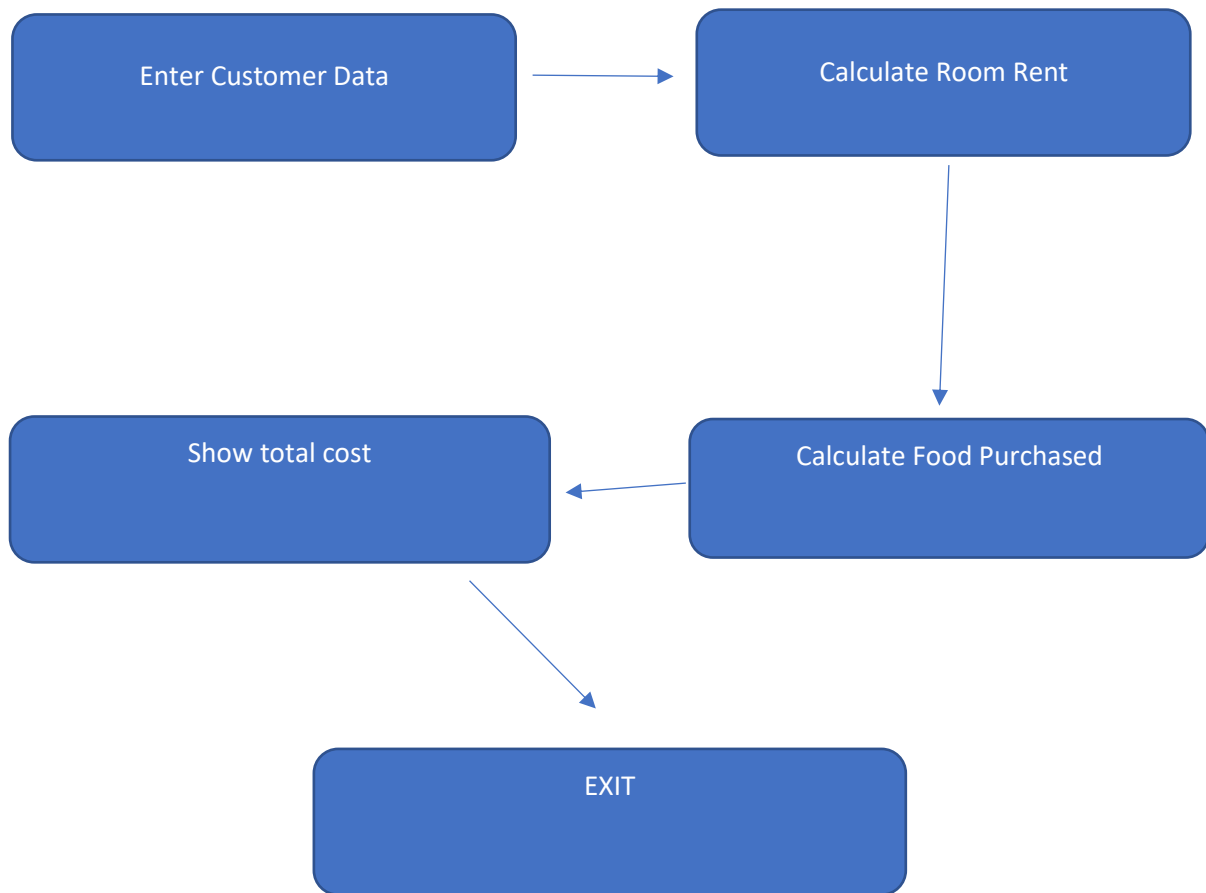 Enter Customer Data
Calculate Room Rent
Calculate Food Purchased
Show total cost
EXIT